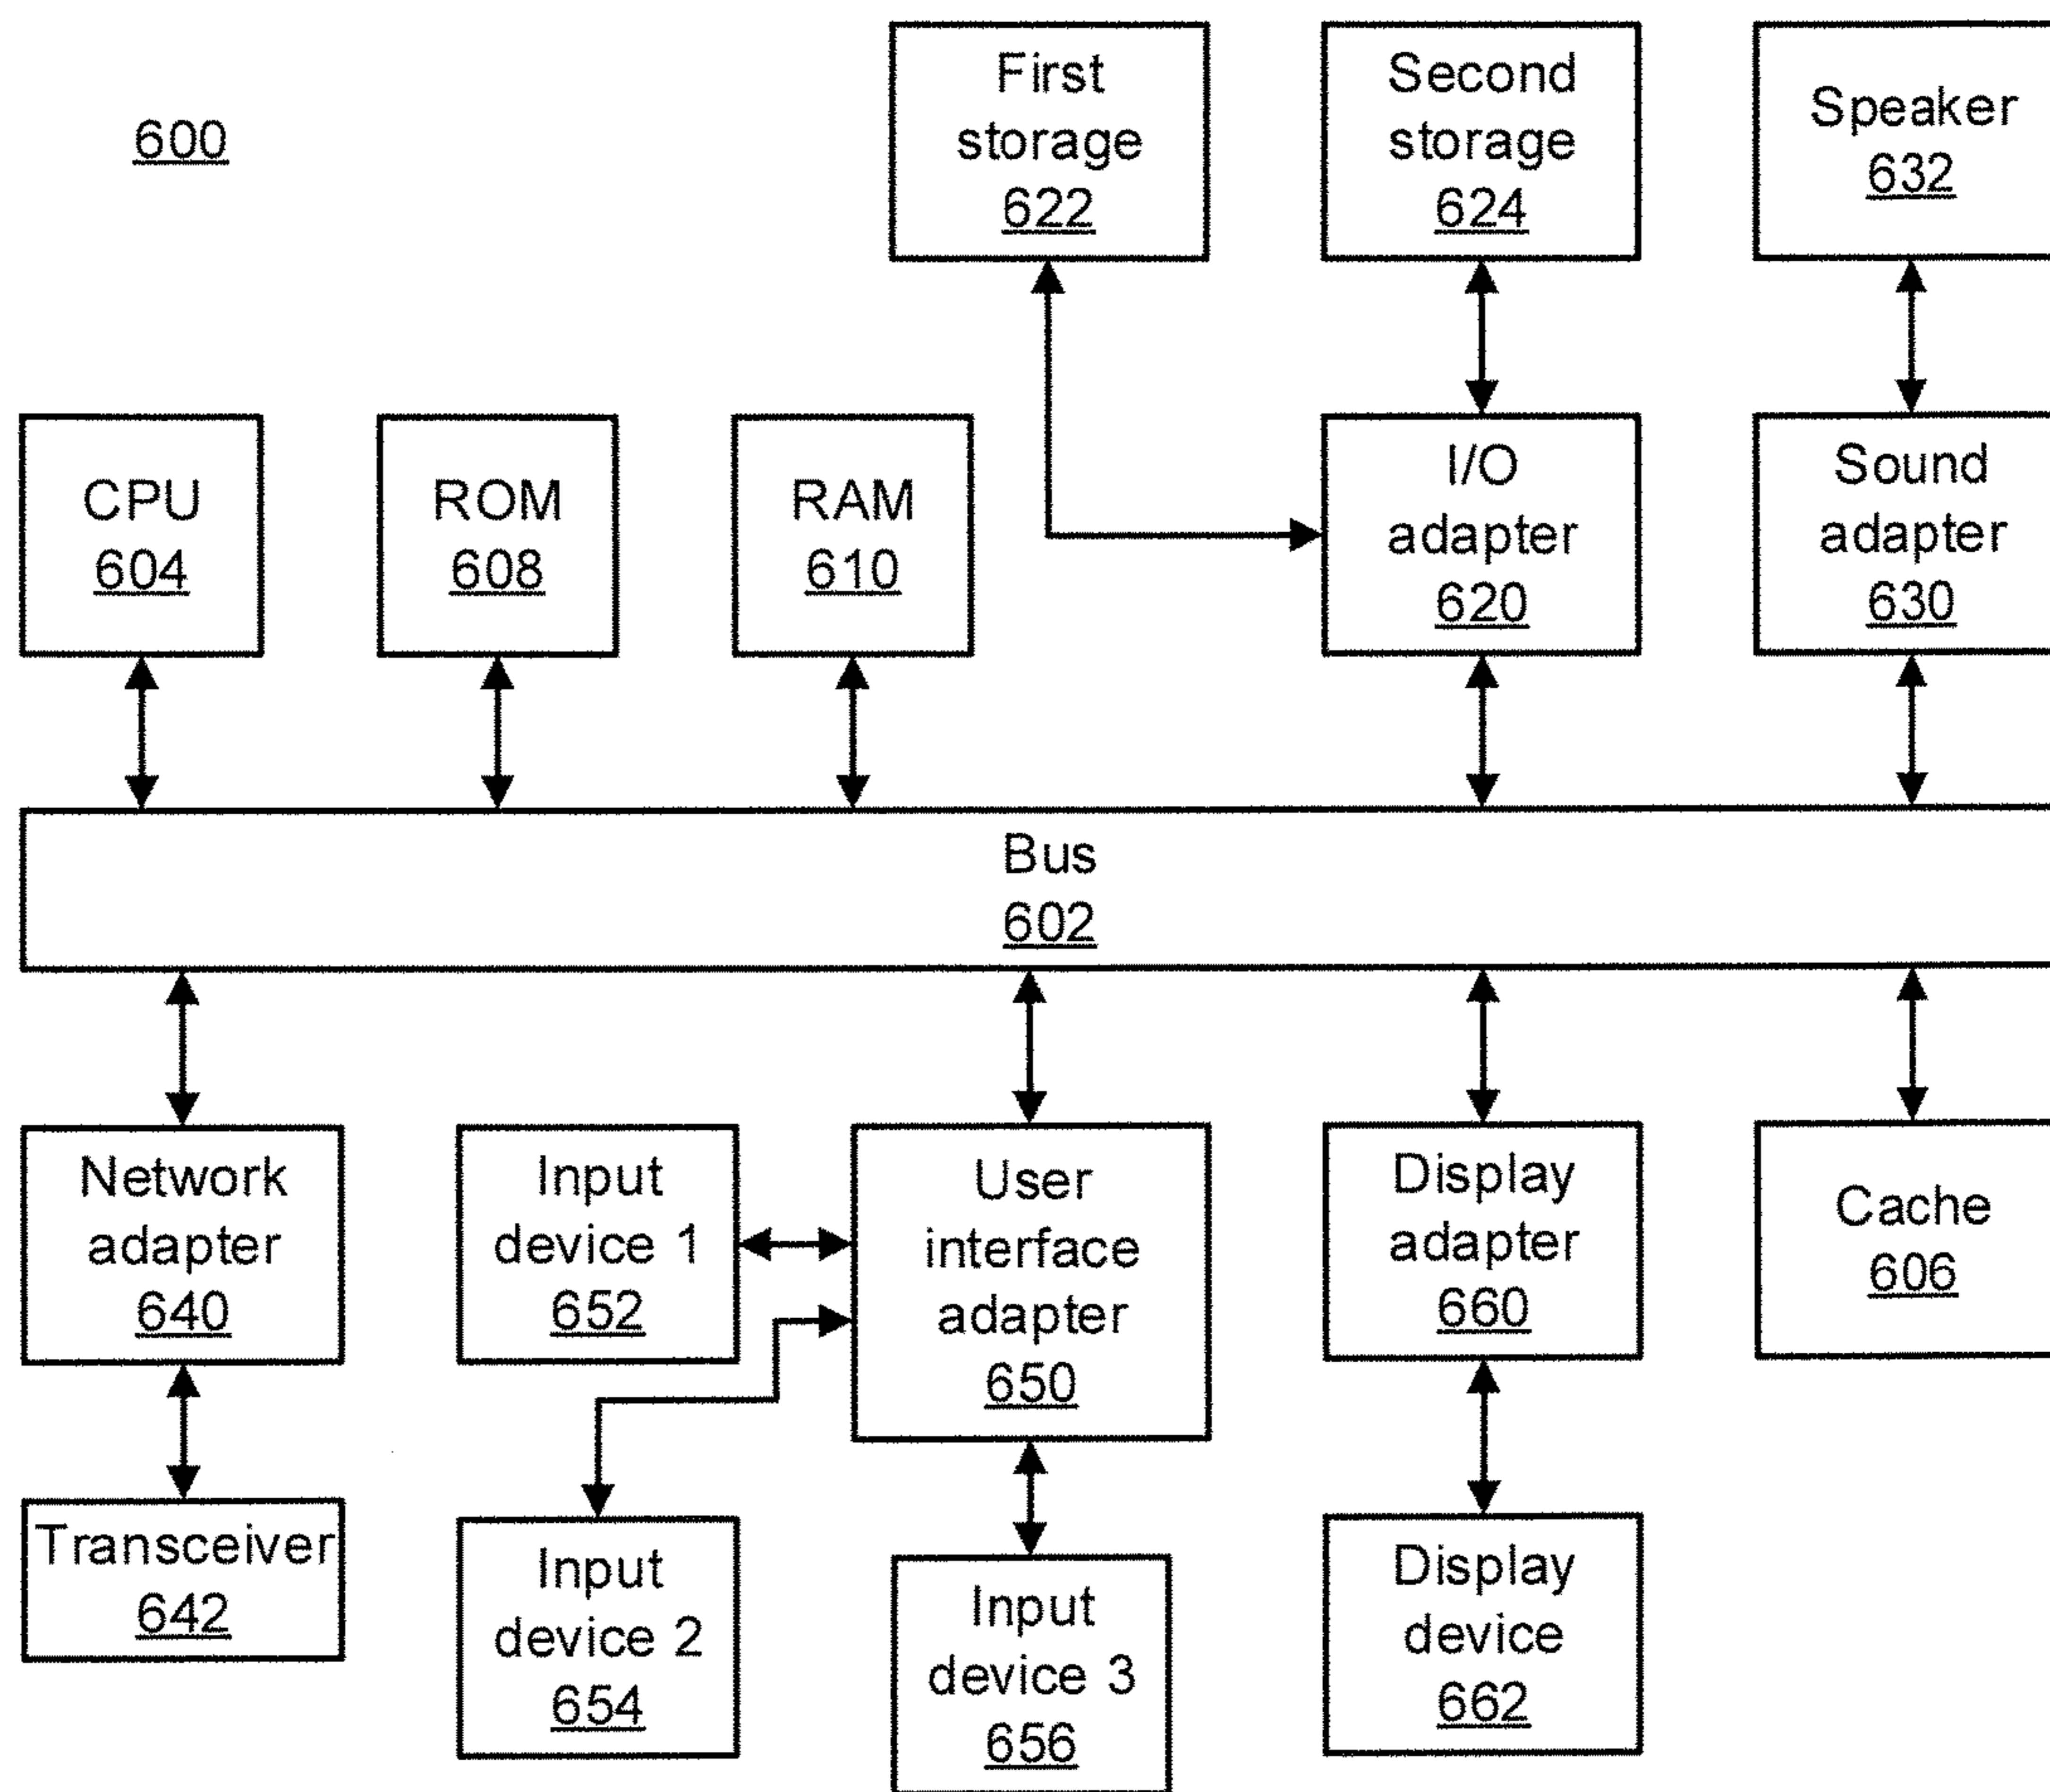 600
First
storage
622
Second
storage
624
Speaker
632
CPU
604
ROM
608
RAM
610
I/O
adapter
620
Sound
adapter
630
Bus
602
Network
adapter
640
Input
device 1
652
User
interface
adapter
650
Display
adapter
660
Cache
606
Transceiver
642
Input
device 2
654
Input
device 3
656
Display
device
662